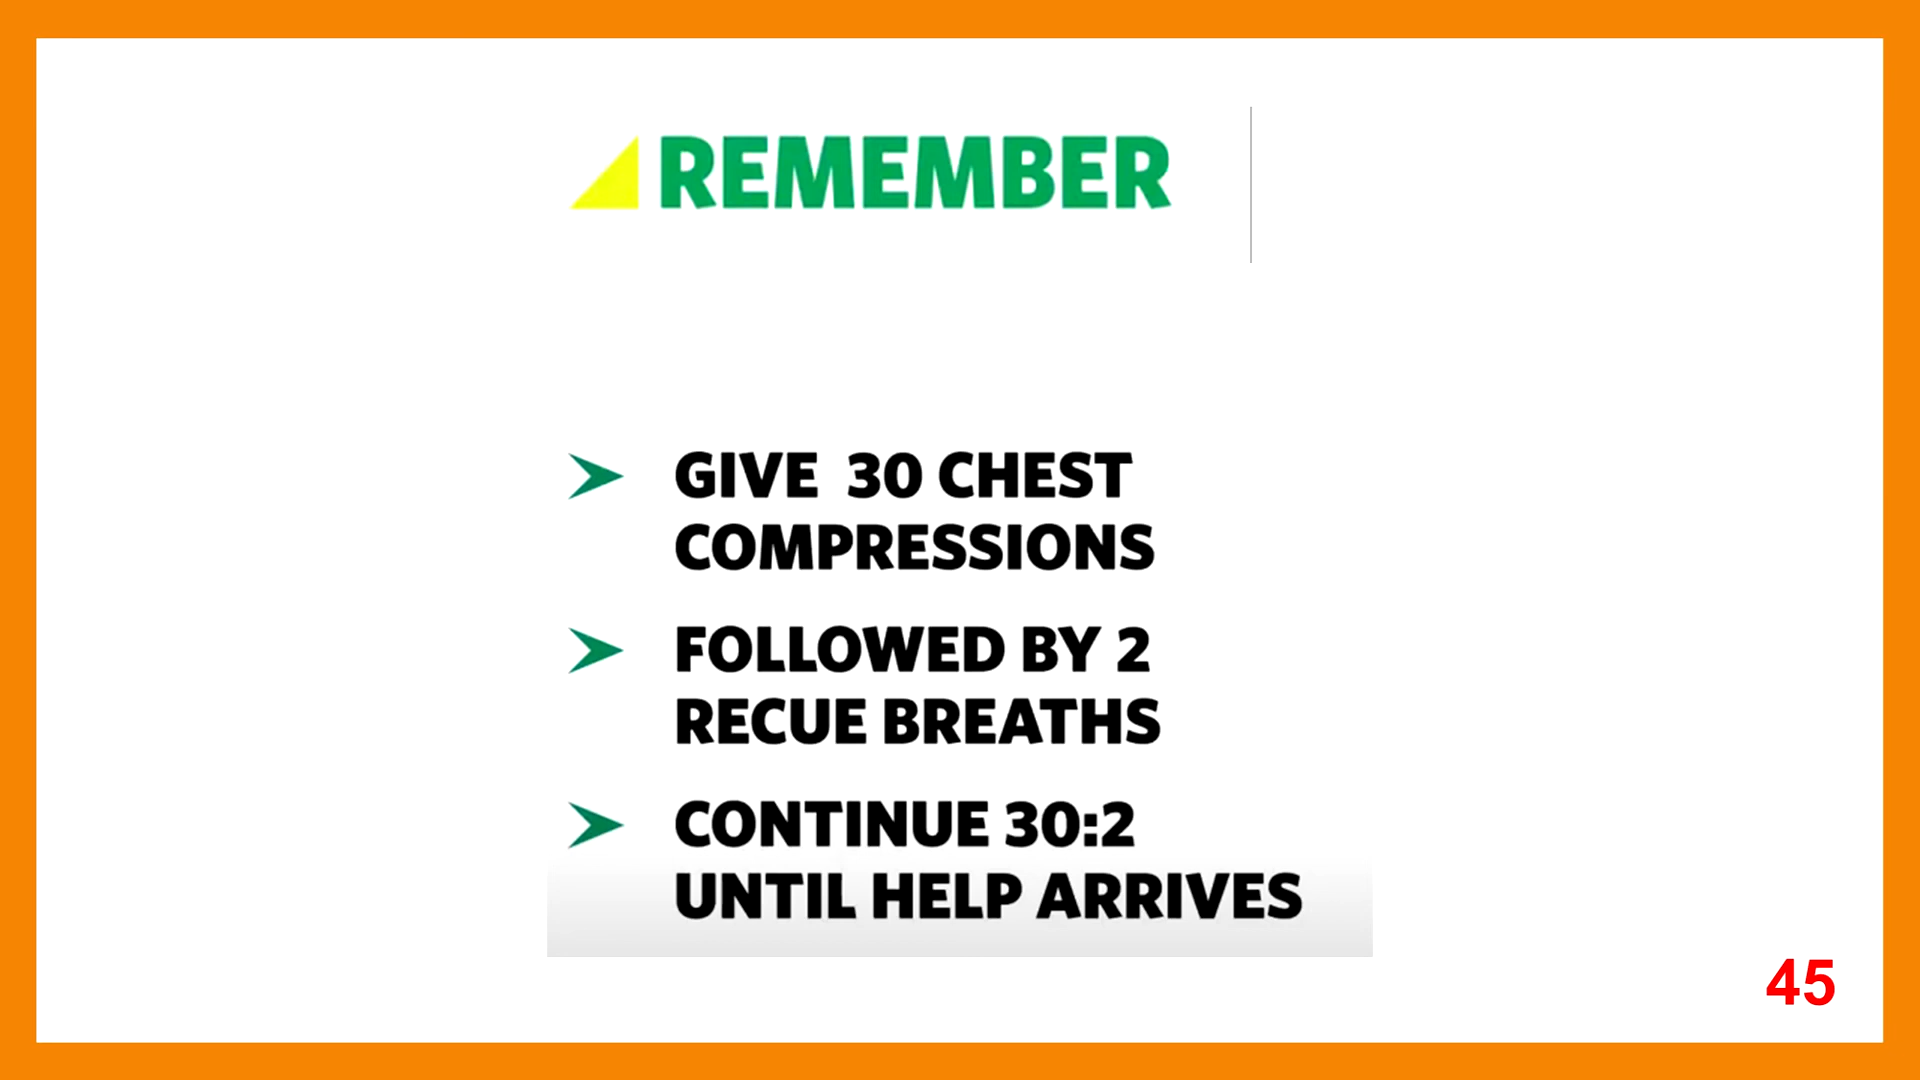 REMEMBER
GIVE 30 CHEST
COMPRESSIONS
FOLLOWED BY 2
RECUE BREATHS
CONTINUE 30:2
UNTIL HELP ARRIVES
45